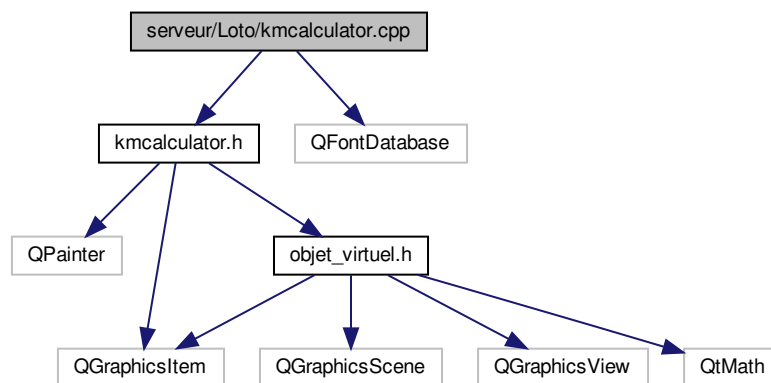 serveur/Loto/kmcalculator.cpp
kmcalculator.h
QFontDatabase
QPainter
objet_virtuel.h
QGraphicsItem
QGraphicsScene
QGraphicsView
QtMath